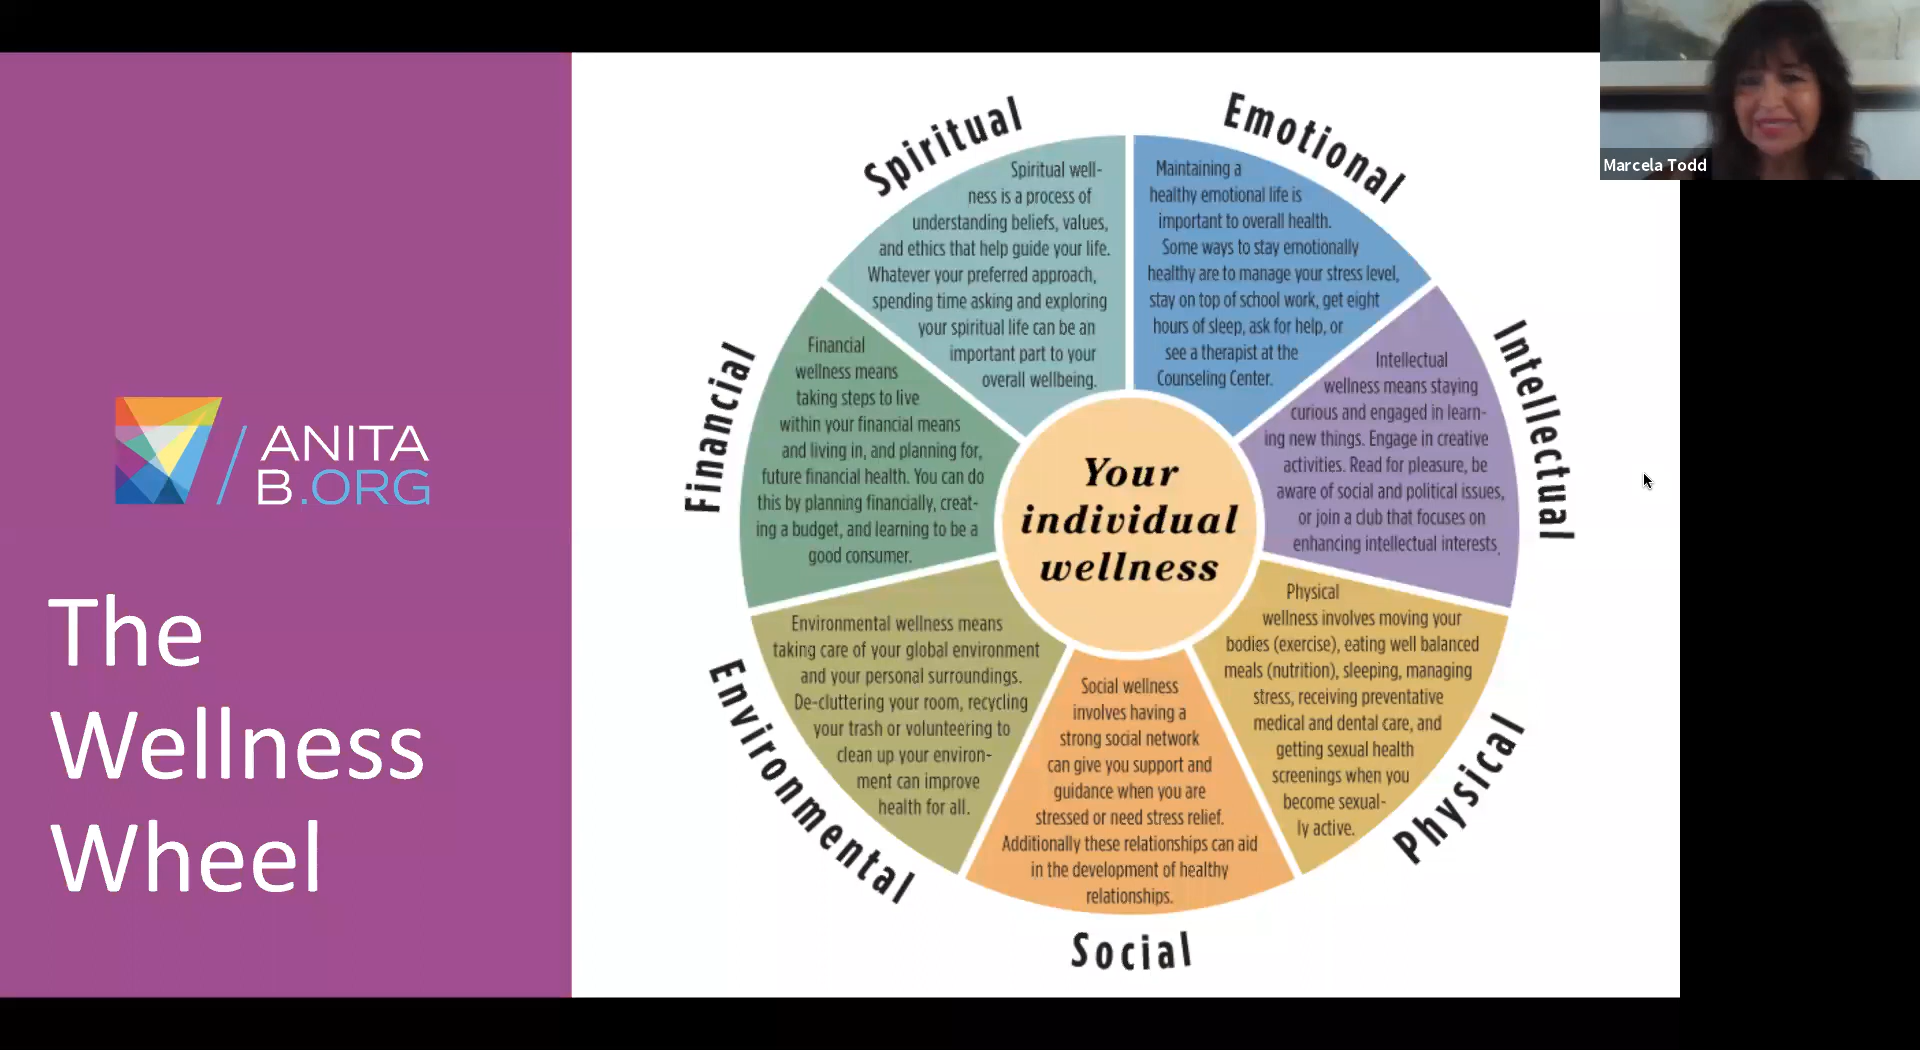 ANITA
B.ORG
The
Wellness
Wheel
Spiritual
Spiritual well-
ness is a process of
understanding beliefs, values,
and ethics that help guide your life.
Whatever your preferred approach,
spending time asking and exploring
your spiritual life can be an
important part to your
overall wellbeing.
Emotional
Maintaining a
healthy emotional life is
important to overall health.
Some ways to stay emotionally
healthy are to manage your stress level,
stay on top of school work, get eight
hours of sleep, ask for help, or
see a therapist at the
Counseling Center.
Intellectual
Intellectual
wellness means staying
curious and engaged in learn-
ing new things. Engage in creative
activities. Read for pleasure, be
aware of social and political issues,
or join a club that focuses on
enhancing intellectual interests.
Physical
Physical
wellness involves moving your
bodies (exercise), eating well balanced
meals (nutrition), sleeping, managing
stress, receiving preventative
medical and dental care, and
getting sexual health
screenings when you
become sexual-
ly active.
Social
Social wellness
involves having a
strong social network
can give you support and
guidance when you are
stressed or need stress relief.
Additionally these relationships can aid
in the development of healthy
relationships.
Environmental
Environmental wellness means
taking care of your global environment
and your personal surroundings.
De-cluttering your room, recycling
your trash or volunteering to
clean up your environ-
ment can improve
health for all.
Financial
Financial
wellness means
taking steps to live
within your financial means
and living in, and planning for,
future financial health. You can do
this by planning financially, creat-
ing a budget, and learning to be a
good consumer.
Your
individual
wellness
Marcela Todd